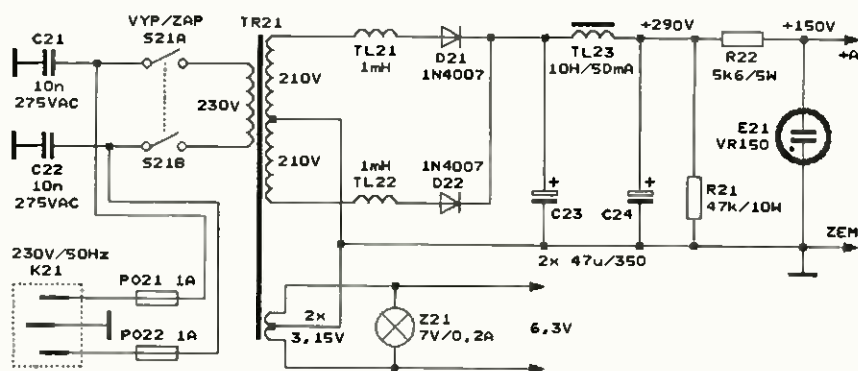 C21
10n
275VAC
VYP/ZAP
S21A
TR21
230V
210V
210V
TL21
1mH
D21
1N4007
TL23
10H/50mA
+290V
R22
5k6/5W
+150V
+A
E21
VR150
C22
10n
275VAC
S21B
1mH
TL22
1N4007
D22
C23
C24
2x 47u/350
R21
47k/10W
ZEM
230V/50Hz
K21
PO21 1A
PO22 1A
2x
3,15V
Z21
7V/0,2A
6,3V